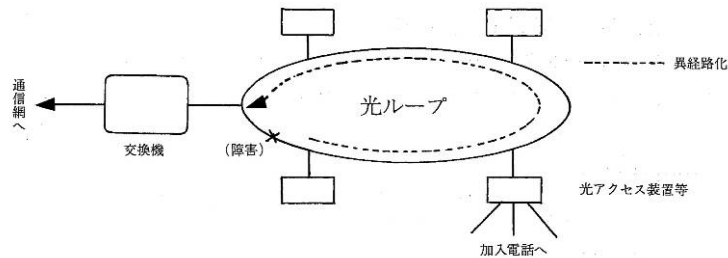 異経路化
通信網へ
光ループ
交換機
(障害)
光アクセス装置等
加入電話へ